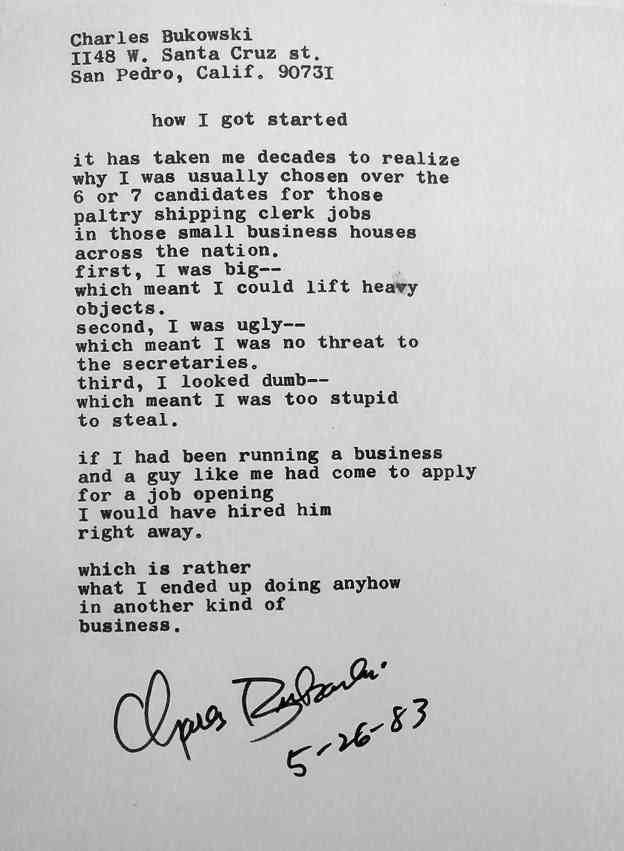 Charles Bukowski
II48 W. Santa Cruz st.
San Pedro, Calif. 9073I
how I got started
it has taken me decades to realize
why I was usually chosen over the
6 or 7 candidates for those
paltry shipping clerk jobs
in those small business houses
across the nation.
first, I was big--
which meant I could lift heavy
objects.
second, I was ugly--
which meant I was no threat to
the secretaries.
third, I looked dumb--
which meant I was too stupid
to steal.
if I had been running a business
and a guy like me had come to apply
for a job opening
I would have hired him
right away.
which is rather
what I ended up doing anyhow
in another kind of
business.
Charles Bukowski
5-26-83